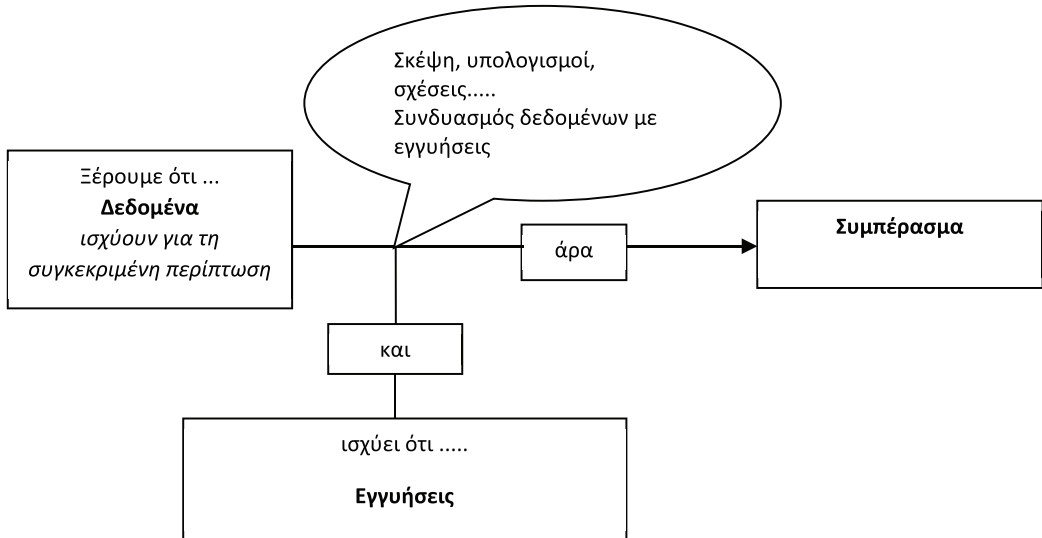 Σκέψη, υπολογισμοί,
σχέσεις.....
Συνδυασμός δεδομένων με
εγγυήσεις
Ξέρουμε ότι ...
Δεδομένα
ισχύουν για τη
συγκεκριμένη περίπτωση
άρα
Συμπέρασμα
και
ισχύει ότι .....
Εγγυήσεις